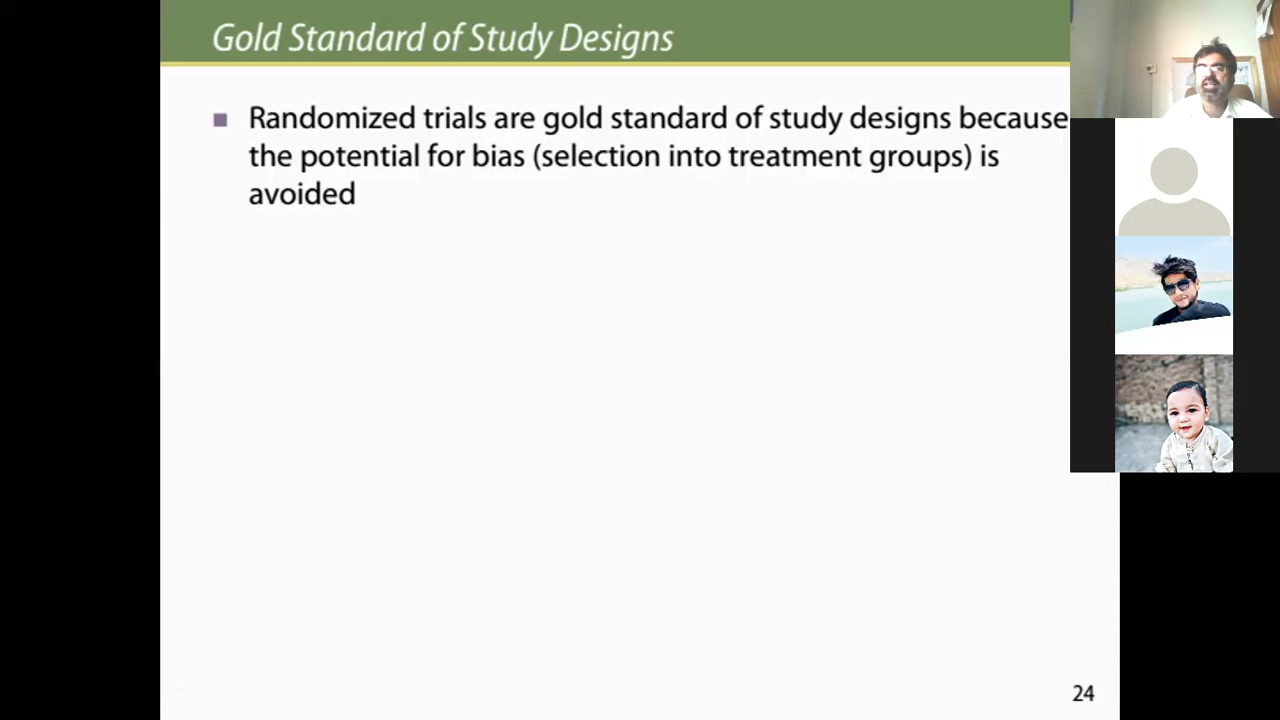 Gold Standard of Study Designs
Randomized trials are gold standard of study designs because
the potential for bias (selection into treatment groups) is
avoided
24